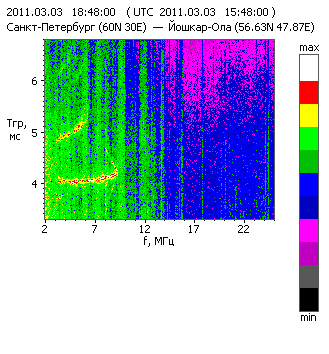 2011.03.03 18:48:00 (UTC 2011.03.03 15:48:00)
Санкт-Петербург (60N 30E) — Йошкар-Ола (56.63N 47.87E)
max
6
Тгр,
мс
5
4
2 7 12 17 22
f, МГц
min